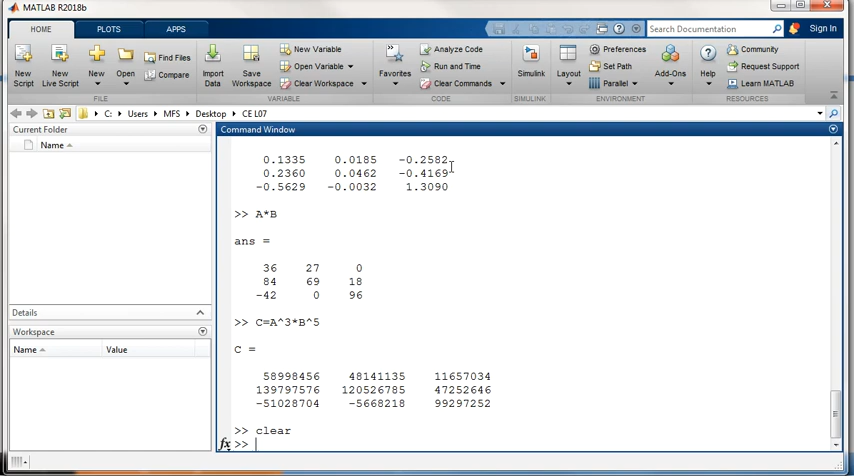 MATLAB R2018b
HOME PLOTS APPS Search Documentation Sign In
New Script New Live Script New Open Find Files Compare Import Data Save Workspace New Variable Open Variable Clear Workspace Favorites Analyze Code Run and Time Clear Commands Simulink Layout Preferences Set Path Parallel Add-Ons Help Community Request Support Learn MATLAB
FILE VARIABLE CODE SIMULINK ENVIRONMENT RESOURCES
C: Users MFS Desktop CE L07
Current Folder
Name
Details
Workspace
Name Value
Command Window
0.1335 0.0185 -0.2582
0.2360 0.0462 -0.4169
-0.5629 -0.0032 1.3090
>> A*B
ans =
36 27 0
84 69 18
-42 0 96
>> C=A^3*B^5
C =
58998456 48141135 11657034
139797576 120526785 47252646
-51028704 -5668218 99297252
>> clear
fx >>